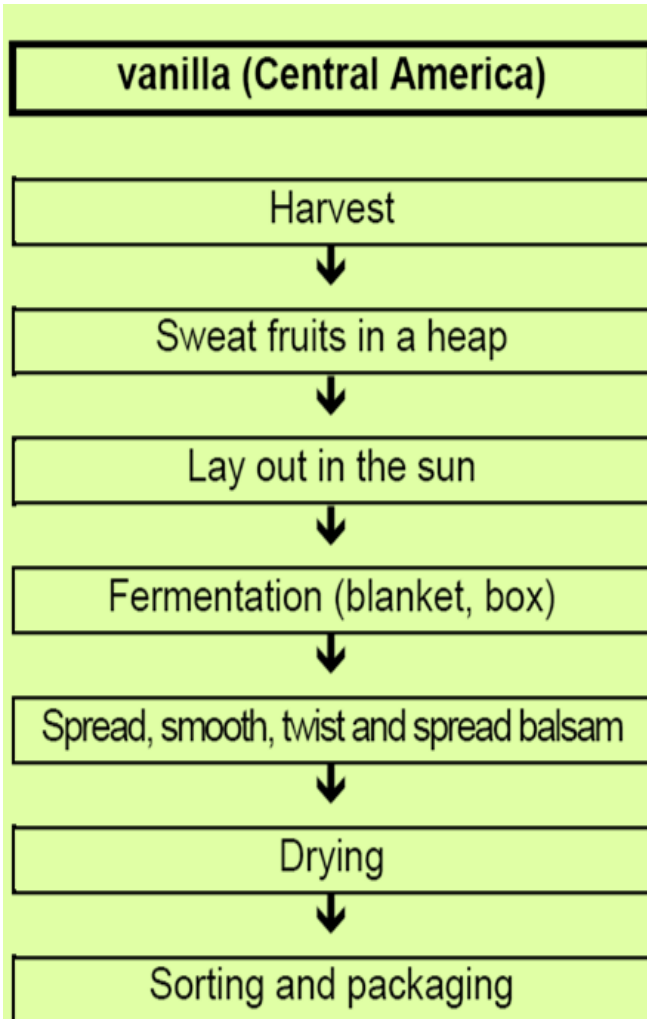 vanilla (Central America)
Harvest
Sweat fruits in a heap
Lay out in the sun
Fermentation (blanket, box)
Spread, smooth, twist and spread balsam
Drying
Sorting and packaging